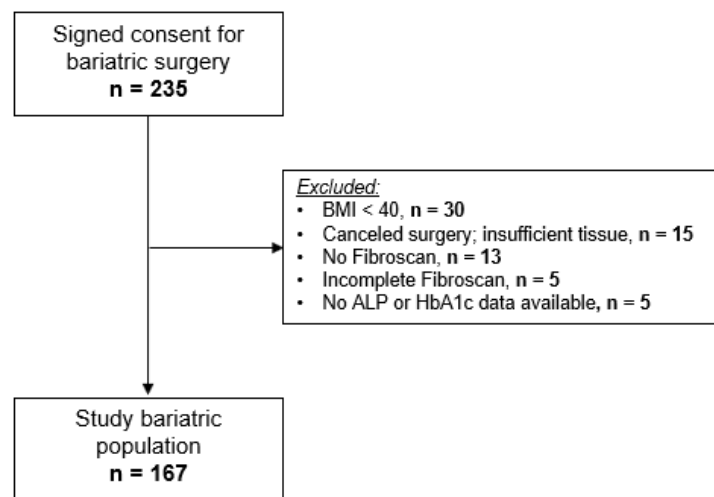 Signed consent for
bariatric surgery
n = 235
Excluded:
• BMI < 40, n = 30
• Canceled surgery; insufficient tissue, n = 15
• No Fibroscan, n = 13
• Incomplete Fibroscan, n = 5
• No ALP or HbA1c data available, n = 5
Study bariatric
population
n = 167